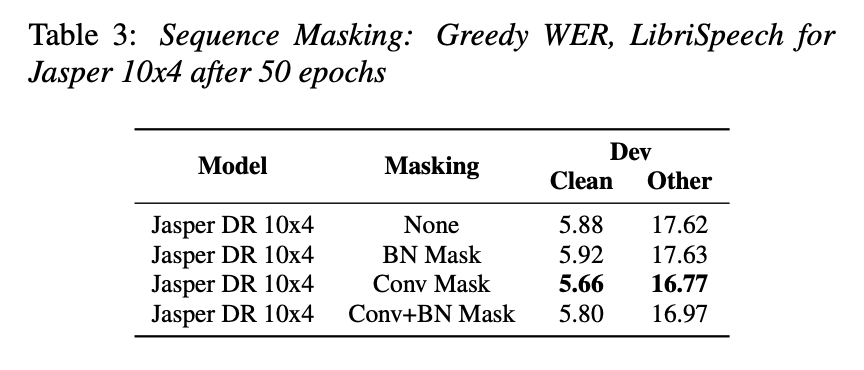 Table 3: Sequence Masking: Greedy WER, LibriSpeech for
Jasper 10x4 after 50 epochs
Model Masking Dev
Clean Other
Jasper DR 10x4 None 5.88 17.62
Jasper DR 10x4 BN Mask 5.92 17.63
Jasper DR 10x4 Conv Mask 5.66 16.77
Jasper DR 10x4 Conv+BN Mask 5.80 16.97